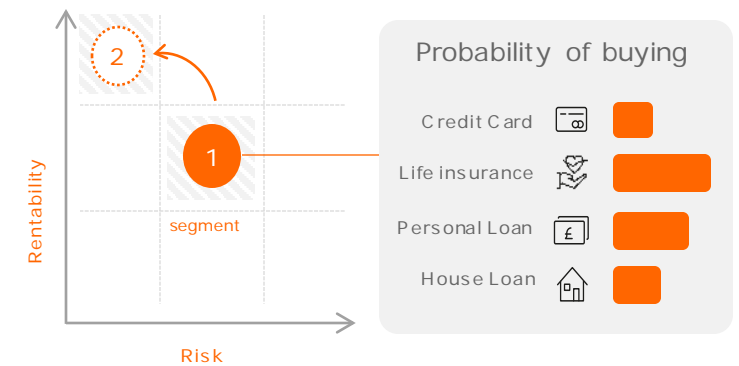 2
1
segment
Rentability
Risk
Probability of buying
Credit Card
Life insurance
Personal Loan
£
House Loan